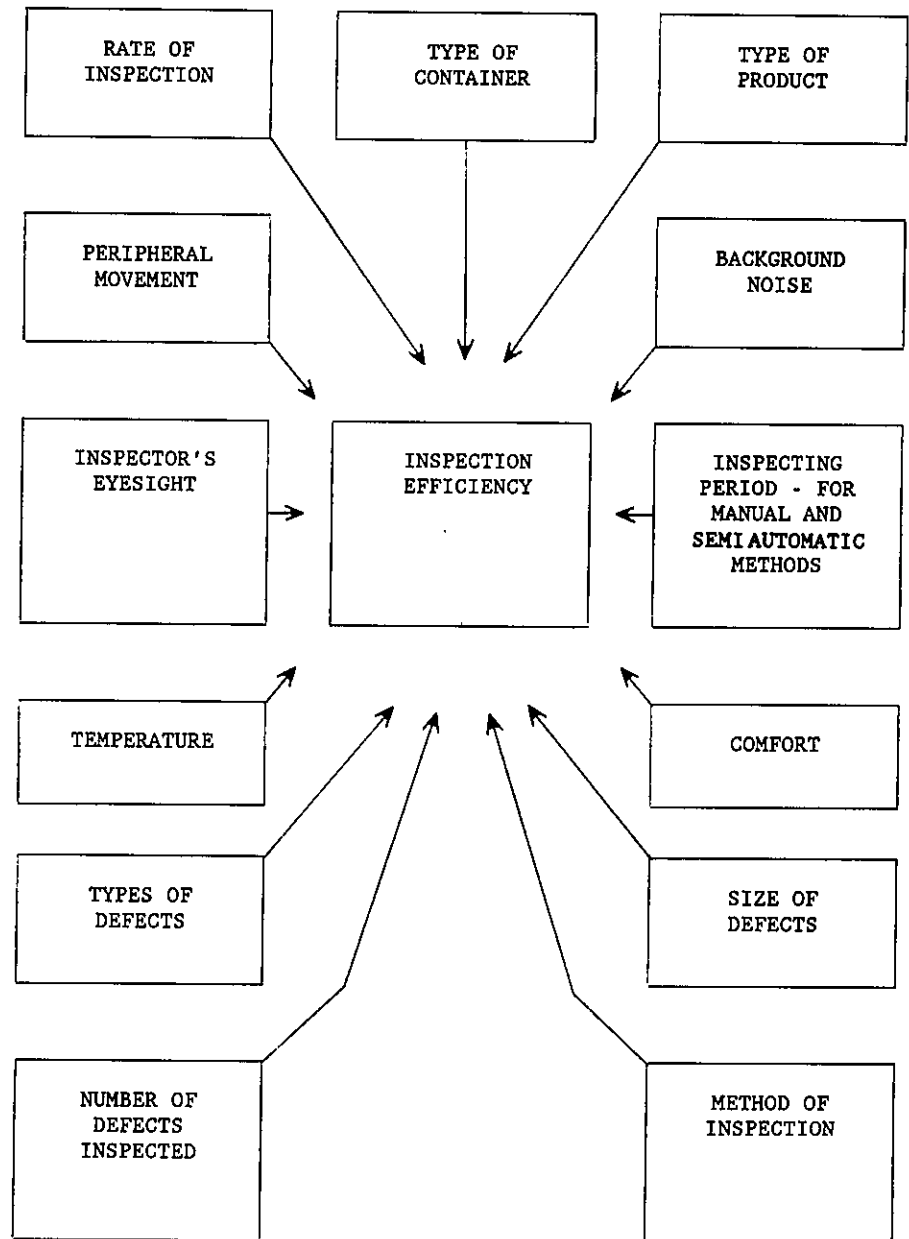 RATE OF
INSPECTION
TYPE OF
CONTAINER
TYPE OF
PRODUCT
PERIPHERAL
MOVEMENT
BACKGROUND
NOISE
INSPECTOR'S
EYESIGHT
INSPECTION
EFFICIENCY
INSPECTING
PERIOD - FOR
MANUAL AND
SEMIAUTOMATIC
METHODS
TEMPERATURE
COMFORT
TYPES OF
DEFECTS
SIZE OF
DEFECTS
NUMBER OF
DEFECTS
INSPECTED
METHOD OF
INSPECTION